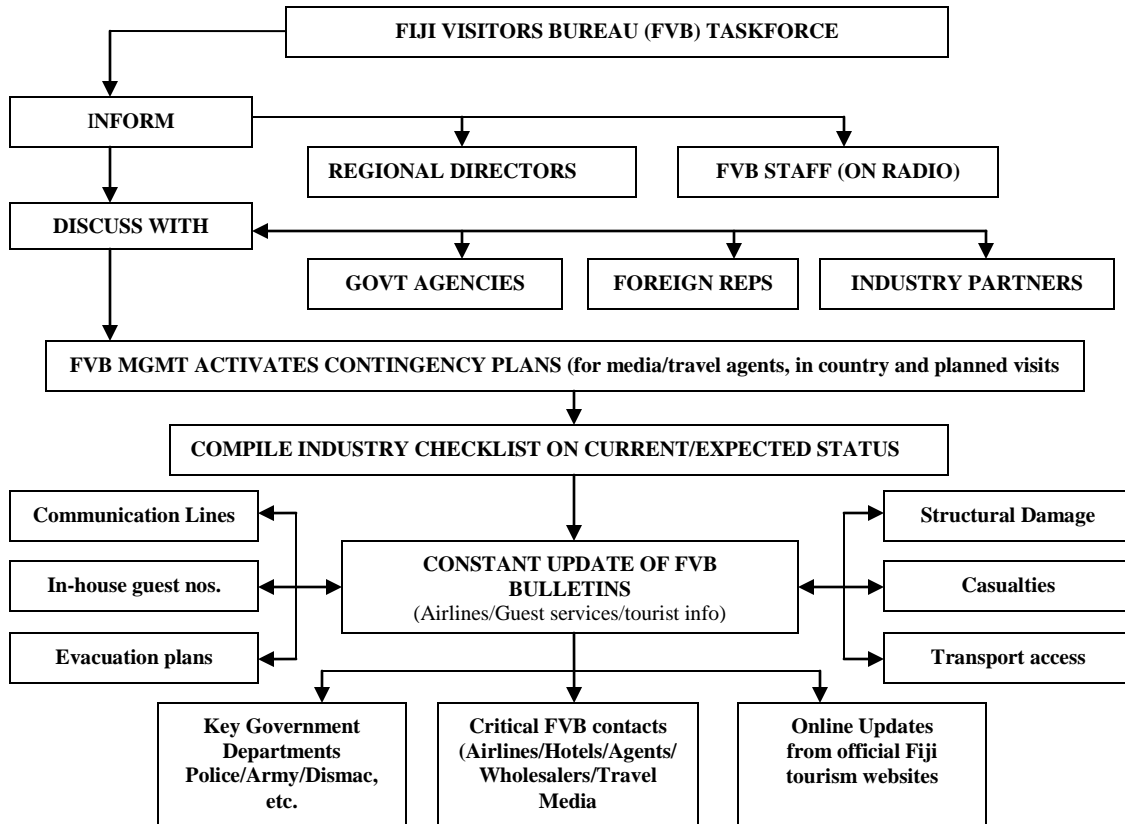 FIJI VISITORS BUREAU (FVB) TASKFORCE
INFORM
REGIONAL DIRECTORS
FVB STAFF (ON RADIO)
DISCUSS WITH
GOVT AGENCIES
FOREIGN REPS
INDUSTRY PARTNERS
FVB MGMT ACTIVATES CONTINGENCY PLANS (for media/travel agents, in country and planned visits
COMPILE INDUSTRY CHECKLIST ON CURRENT/EXPECTED STATUS
Communication Lines
In-house guest nos.
Evacuation plans
CONSTANT UPDATE OF FVB
BULLETINS
(Airlines/Guest services/tourist info)
Structural Damage
Casualties
Transport access
Key Government
Departments
Police/Army/Dismac,
etc.
Critical FVB contacts
(Airlines/Hotels/Agents/
Wholesalers/Travel
Media
Online Updates
from official Fiji
tourism websites